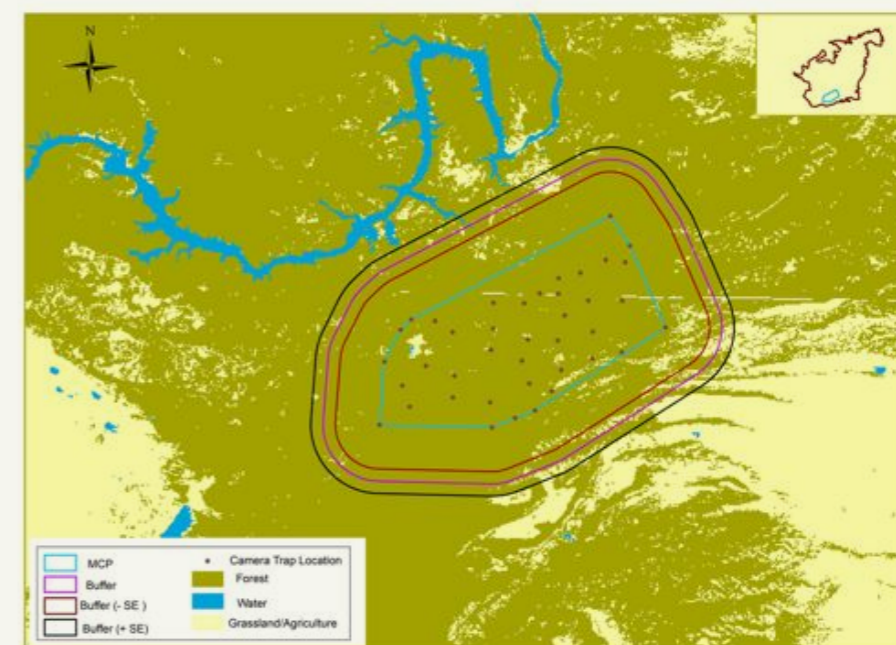 N
MCP
Buffer
Buffer (- SE )
Buffer (+ SE)
Camera Trap Location
Forest
Water
Grassland/Agriculture